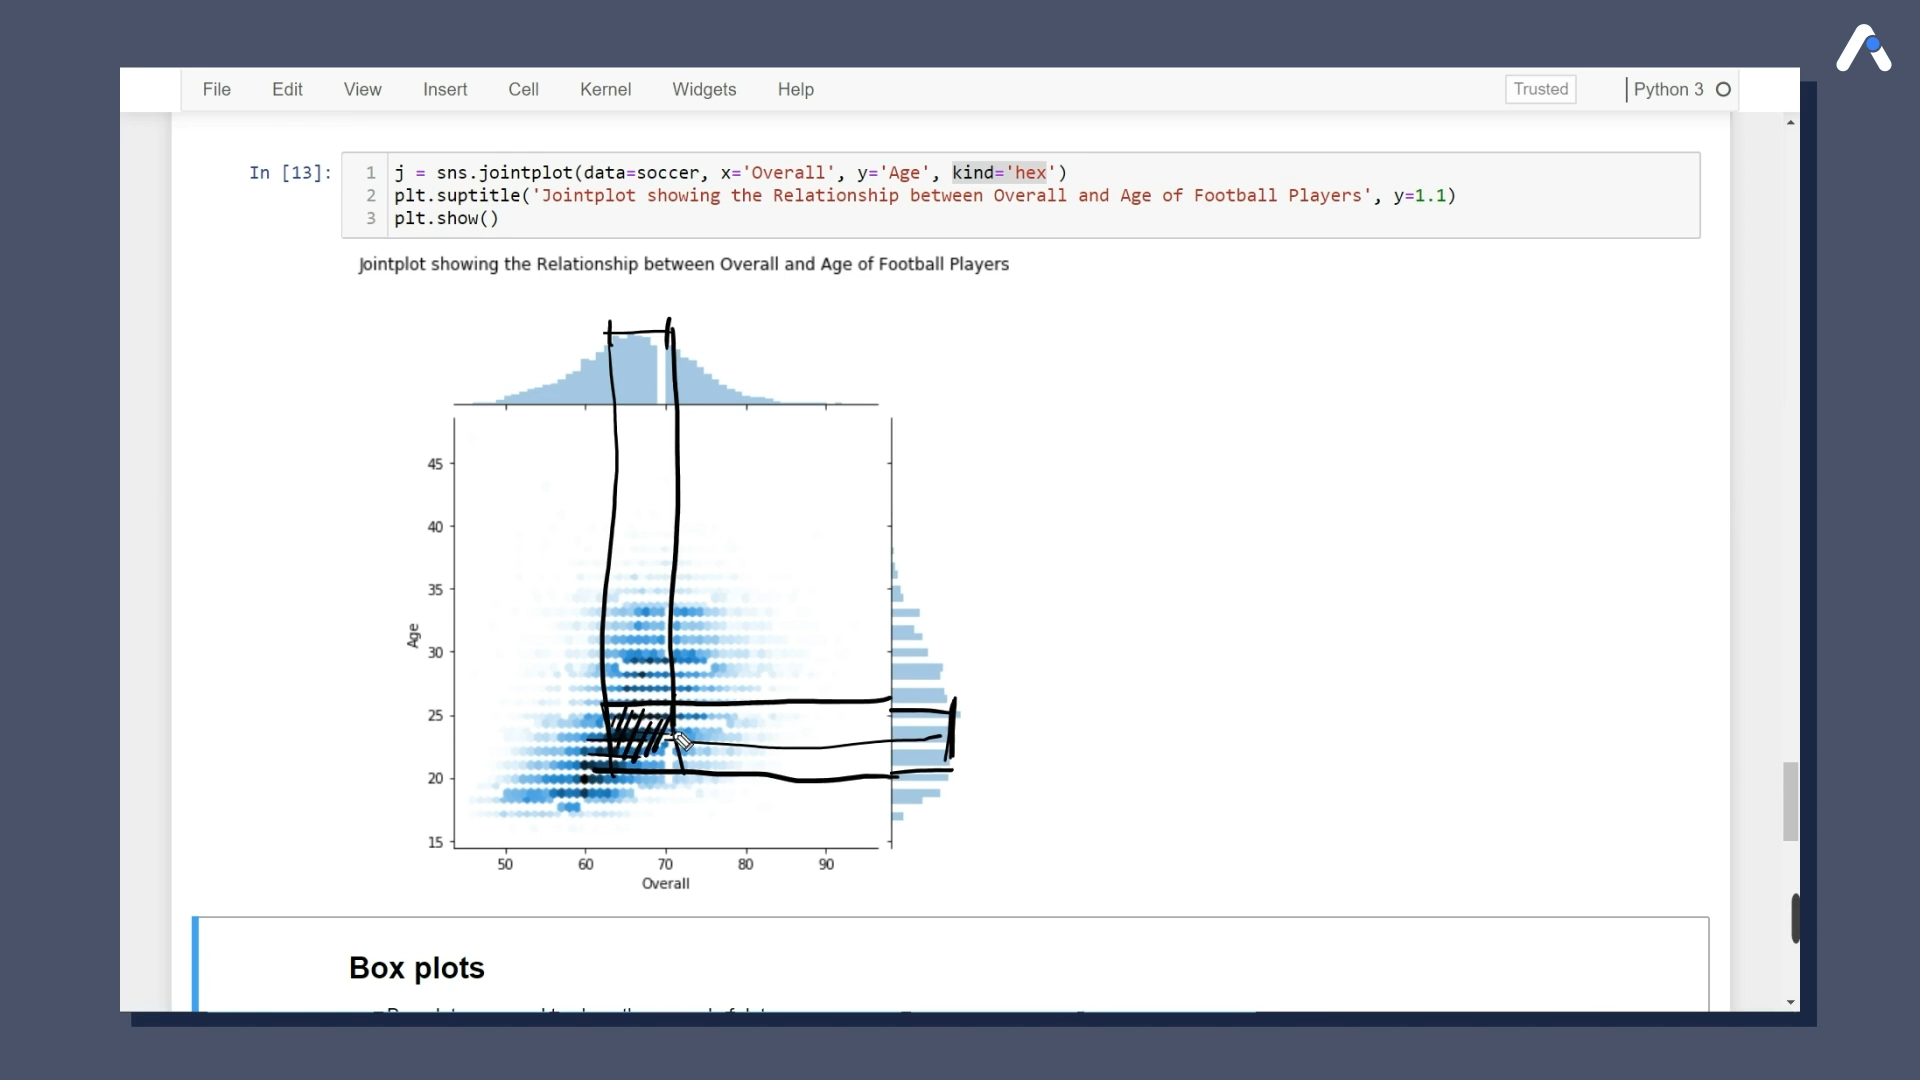 File Edit View Insert Cell Kernel Widgets Help Trusted Python 3
In [13]:
1 j = sns.jointplot(data=soccer, x='Overall', y='Age', kind='hex')
2 plt.suptitle('Jointplot showing the Relationship between Overall and Age of Football Players', y=1.1)
3 plt.show()
Jointplot showing the Relationship between Overall and Age of Football Players
45
40
35
30
25
20
15
Age
50 60 70 80 90
Overall
Box plots